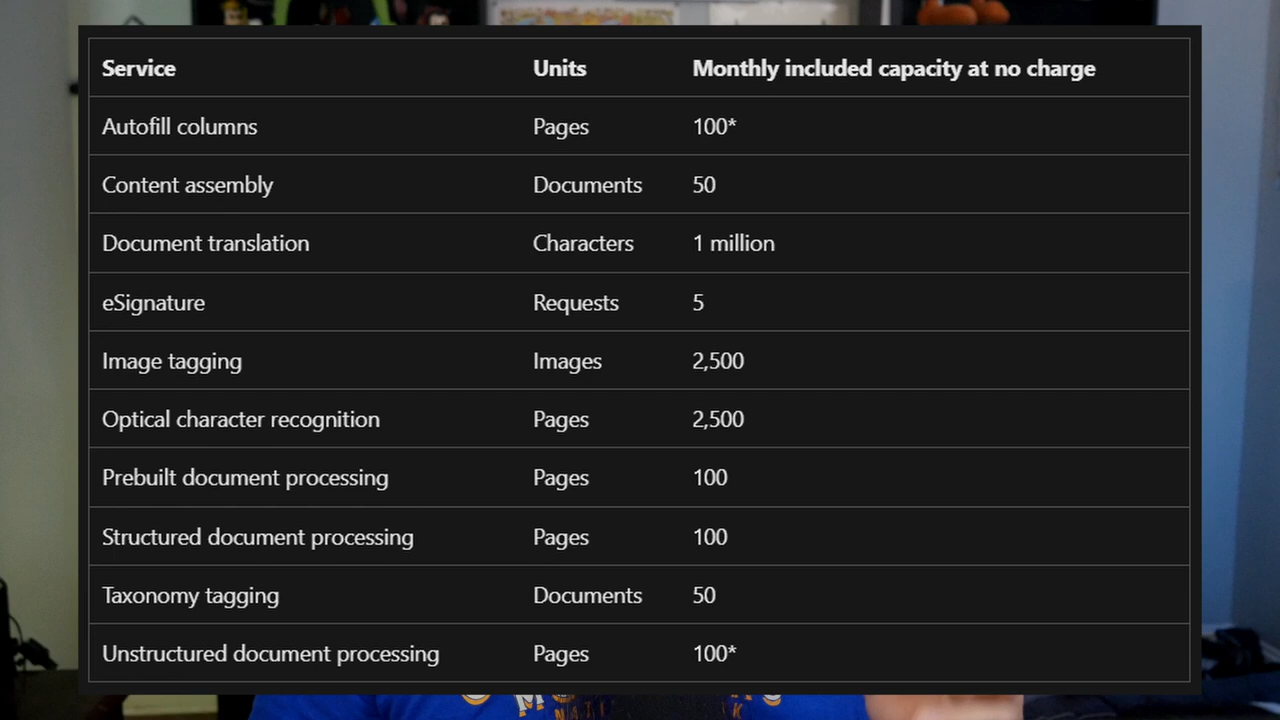 Service Units Monthly included capacity at no charge
Autofill columns Pages 100*
Content assembly Documents 50
Document translation Characters 1 million
eSignature Requests 5
Image tagging Images 2,500
Optical character recognition Pages 2,500
Prebuilt document processing Pages 100
Structured document processing Pages 100
Taxonomy tagging Documents 50
Unstructured document processing Pages 100*